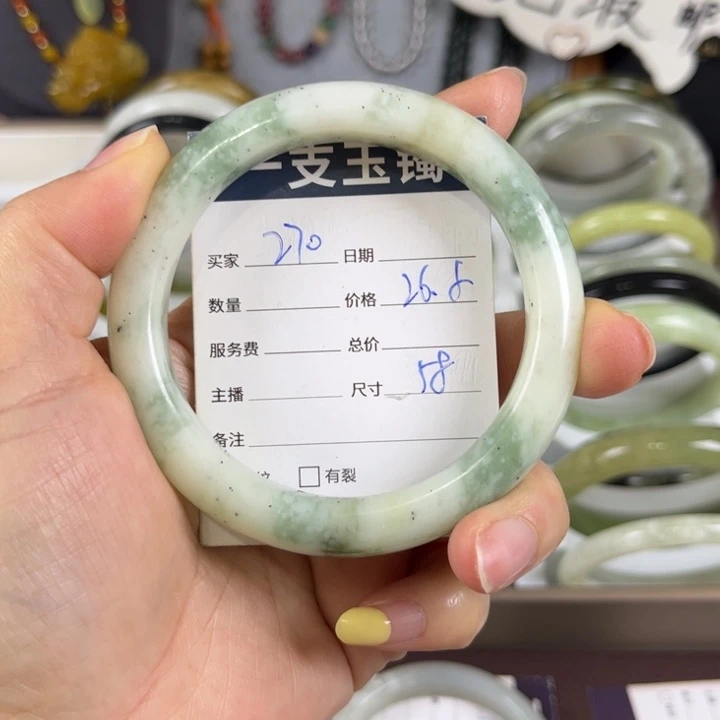 一支玉镯
买家 270 日期
数量 价格 26.8
服务费 总价
主播 尺寸 58
备注
有裂